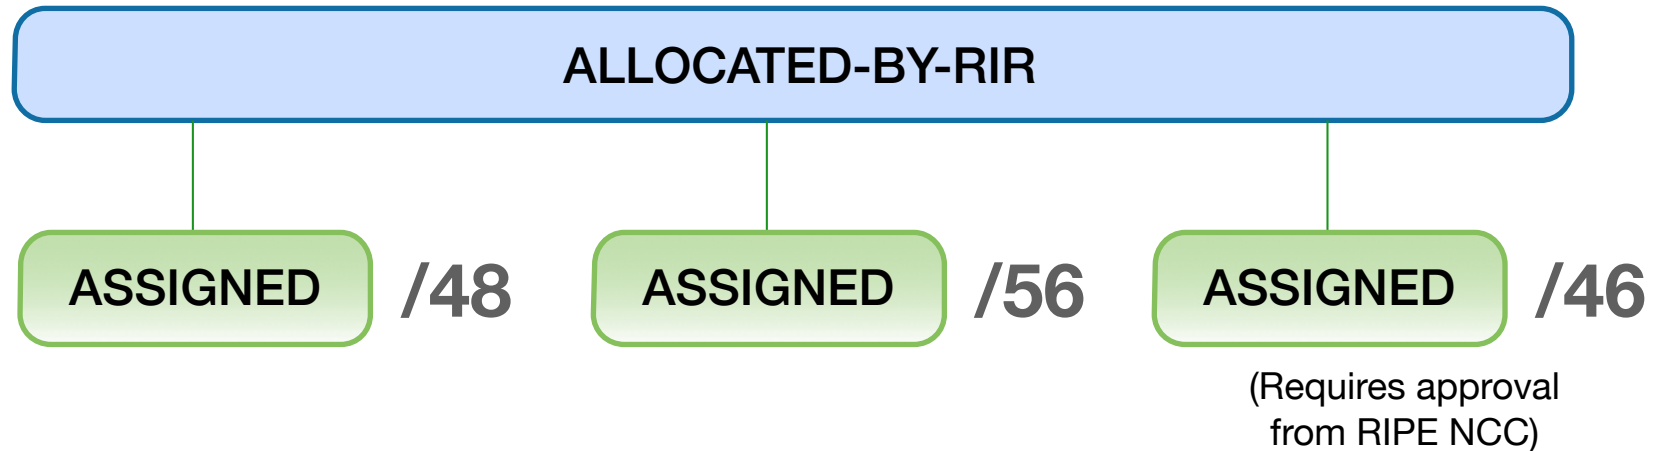 ALLOCATED-BY-RIR
ASSIGNED /48 ASSIGNED /56 ASSIGNED /46
(Requires approval
from RIPE NCC)